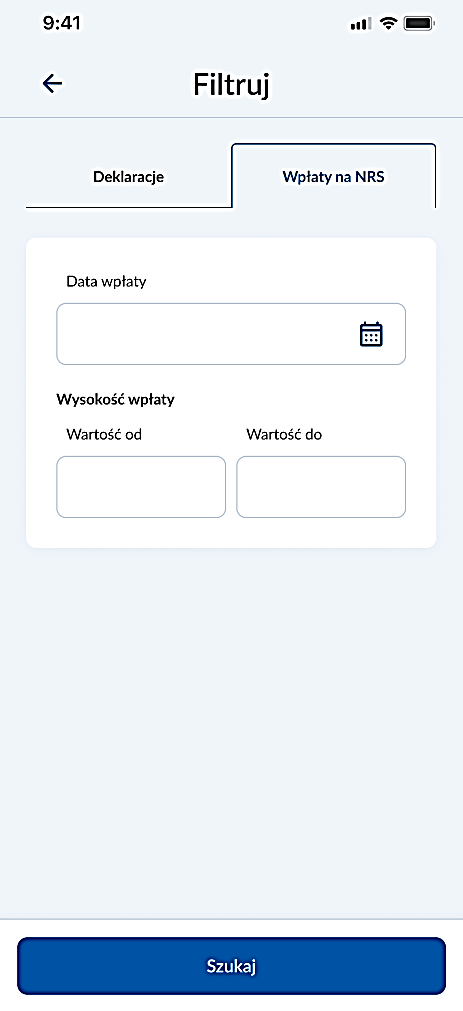 9:41
Filtruj
Deklaracje
Wpłaty na NRS
Data wpłaty
Wysokość wpłaty
Wartość od
Wartość do
Szukaj